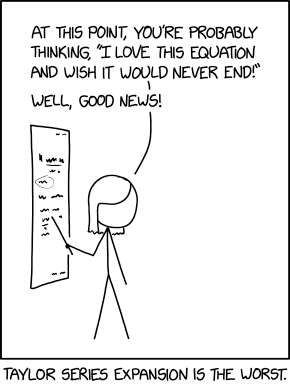 AT THIS POINT, YOU'RE PROBABLY
THINKING, "I LOVE THIS EQUATION
AND WISH IT WOULD NEVER END!"
WELL, GOOD NEWS!
TAYLOR SERIES EXPANSION IS THE WORST.